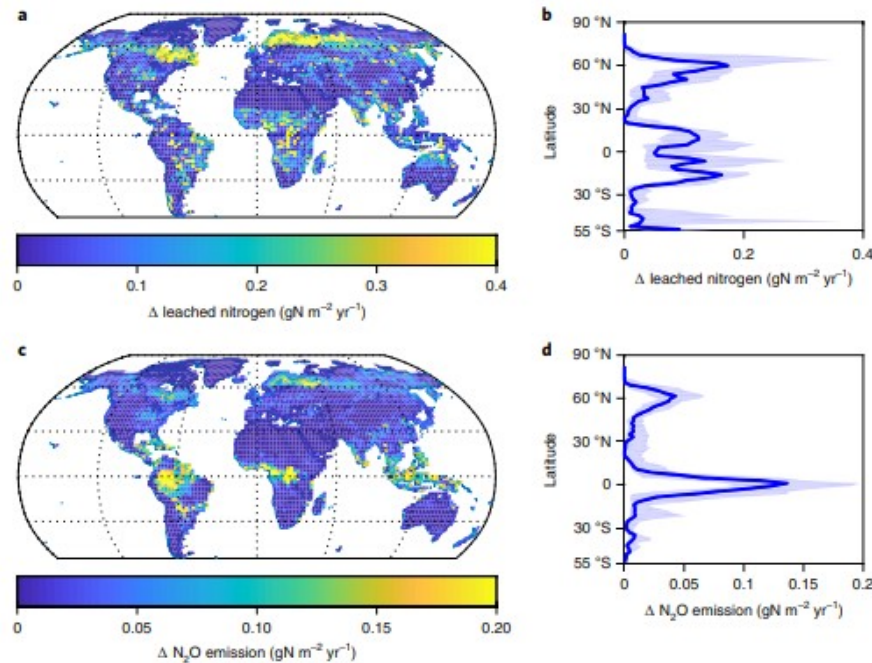 a
0
0.1
0.2
0.3
0.4
Δ leached nitrogen (gN m⁻² yr⁻¹)
b
90 °N
60 °N
30 °N
0
30 °S
55 °S
Latitude
0
0.2
0.4
Δ leached nitrogen (gN m⁻² yr⁻¹)
c
0
0.05
0.10
0.15
0.20
Δ N₂O emission (gN m⁻² yr⁻¹)
d
90 °N
60 °N
30 °N
0
30 °S
55 °S
Latitude
0
0.05
0.1
0.15
0.2
Δ N₂O emission (gN m⁻² yr⁻¹)